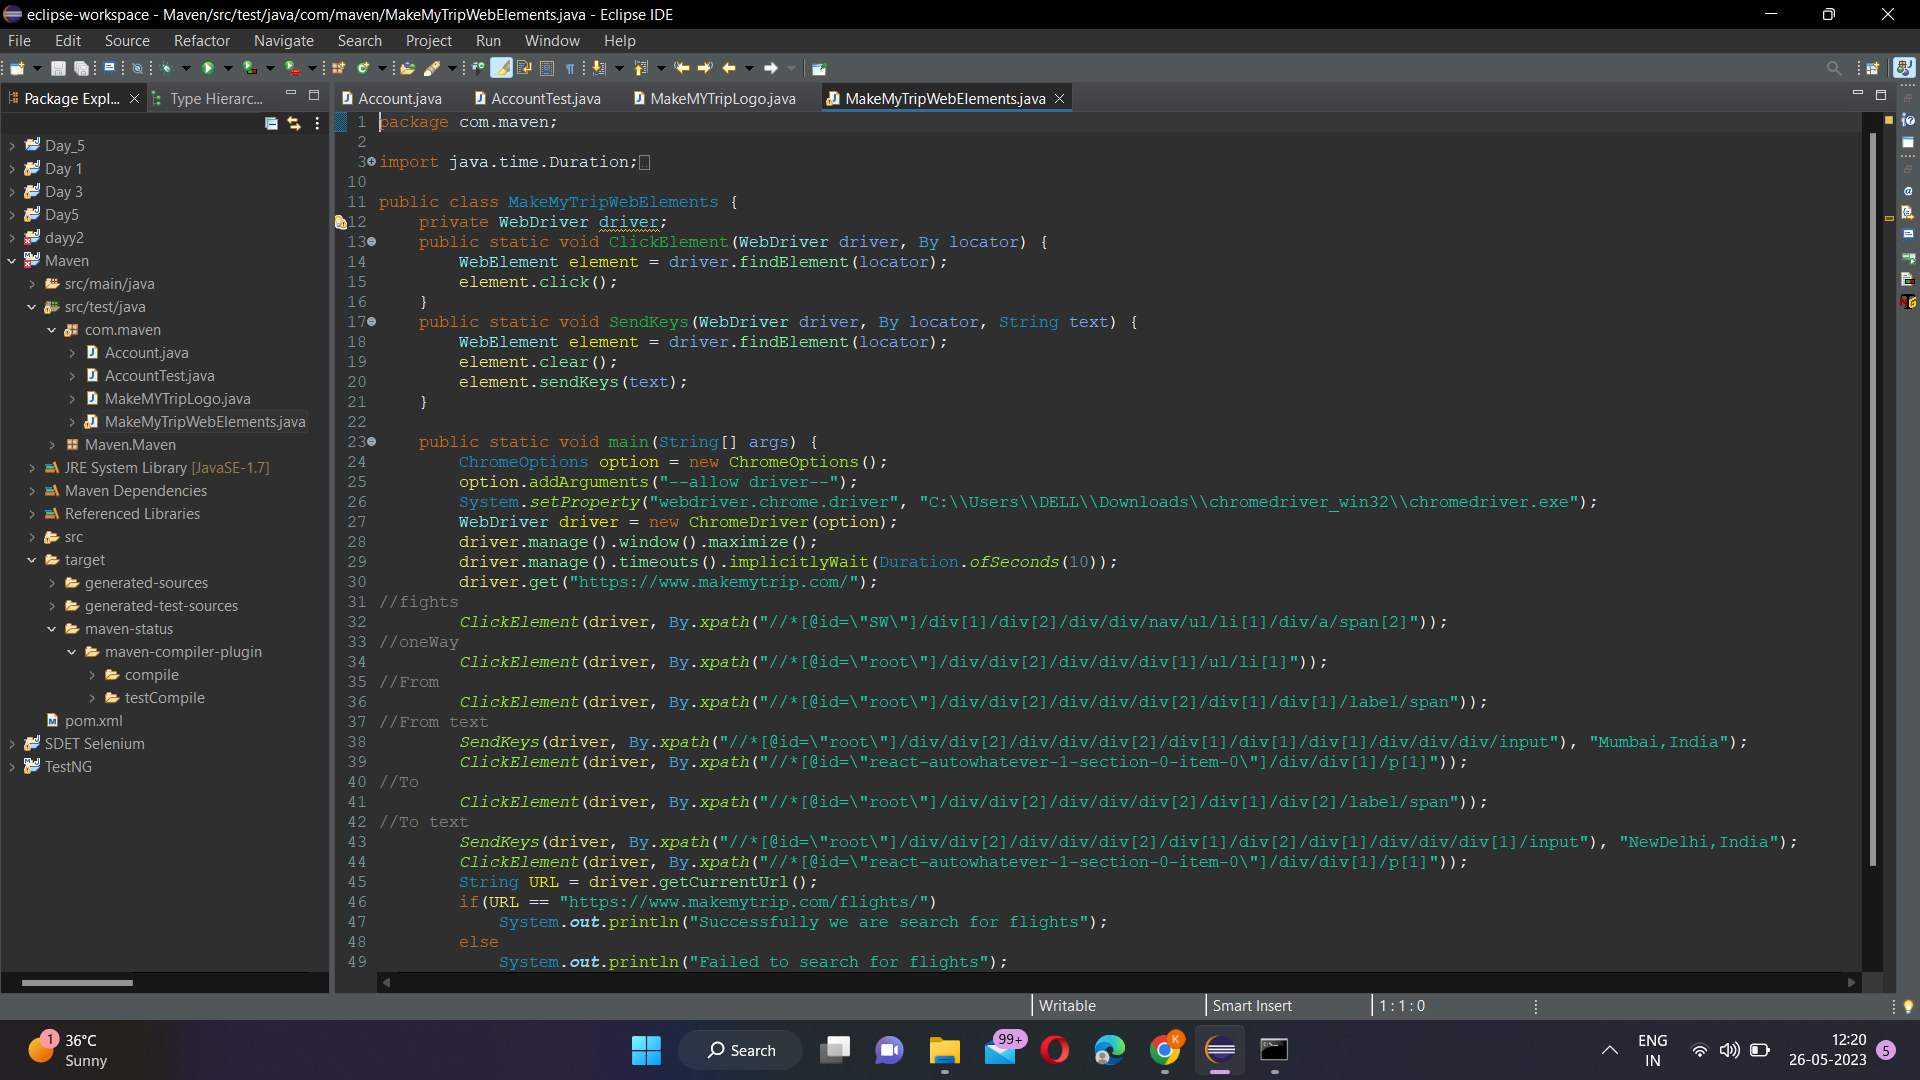 eclipse-workspace - Maven/src/test/java/com/maven/MakeMyTripWebElements.java - Eclipse IDE
File Edit Source Refactor Navigate Search Project Run Window Help
Package Expl... Type Hierarc...
Account.java AccountTest.java MakeMYTripLogo.java MakeMyTripWebElements.java
Day_5
Day 1
Day 3
Day5
dayy2
Maven
src/main/java
src/test/java
com.maven
Account.java
AccountTest.java
MakeMYTripLogo.java
MakeMyTripWebElements.java
Maven.Maven
JRE System Library [JavaSE-1.7]
Maven Dependencies
Referenced Libraries
src
target
generated-sources
generated-test-sources
maven-status
maven-compiler-plugin
compile
testCompile
pom.xml
SDET Selenium
TestNG
1 package com.maven;
2
3 import java.time.Duration;
10
11 public class MakeMyTripWebElements {
12 private WebDriver driver;
13 public static void ClickElement(WebDriver driver, By locator) {
14 WebElement element = driver.findElement(locator);
15 element.click();
16 }
17 public static void SendKeys(WebDriver driver, By locator, String text) {
18 WebElement element = driver.findElement(locator);
19 element.clear();
20 element.sendKeys(text);
21 }
22
23 public static void main(String[] args) {
24 ChromeOptions option = new ChromeOptions();
25 option.addArguments("--allow driver--");
26 System.setProperty("webdriver.chrome.driver", "C:\\Users\\DELL\\Downloads\\chromedriver_win32\\chromedriver.exe");
27 WebDriver driver = new ChromeDriver(option);
28 driver.manage().window().maximize();
29 driver.manage().timeouts().implicitlyWait(Duration.ofSeconds(10));
30 driver.get("https://www.makemytrip.com/");
31 //fights
32 ClickElement(driver, By.xpath("//*[@id=\"SW\"]/div[1]/div[2]/div/div/nav/ul/li[1]/div/a/span[2]"));
33 //oneWay
34 ClickElement(driver, By.xpath("//*[@id=\"root\"]/div/div[2]/div/div/div[1]/ul/li[1]"));
35 //From
36 ClickElement(driver, By.xpath("//*[@id=\"root\"]/div/div[2]/div/div/div[2]/div[1]/div[1]/label/span"));
37 //From text
38 SendKeys(driver, By.xpath("//*[@id=\"root\"]/div/div[2]/div/div/div[2]/div[1]/div[1]/div[1]/div/div/div/input"), "Mumbai,India");
39 ClickElement(driver, By.xpath("//*[@id=\"react-autowhatever-1-section-0-item-0\"]/div/div[1]/p[1]"));
40 //To
41 ClickElement(driver, By.xpath("//*[@id=\"root\"]/div/div[2]/div/div/div[2]/div[1]/div[2]/label/span"));
42 //To text
43 SendKeys(driver, By.xpath("//*[@id=\"root\"]/div/div[2]/div/div/div[2]/div[1]/div[2]/div[1]/div/div/div[1]/input"), "NewDelhi,India");
44 ClickElement(driver, By.xpath("//*[@id=\"react-autowhatever-1-section-0-item-0\"]/div/div[1]/p[1]"));
45 String URL = driver.getCurrentUrl();
46 if(URL == "https://www.makemytrip.com/flights/")
47 System.out.println("Successfully we are search for flights");
48 else
49 System.out.println("Failed to search for flights");
Writable Smart Insert 1 : 1 : 0
1 36°C
Sunny
Search
99+
K
ENG
IN
12:20
26-05-2023
5